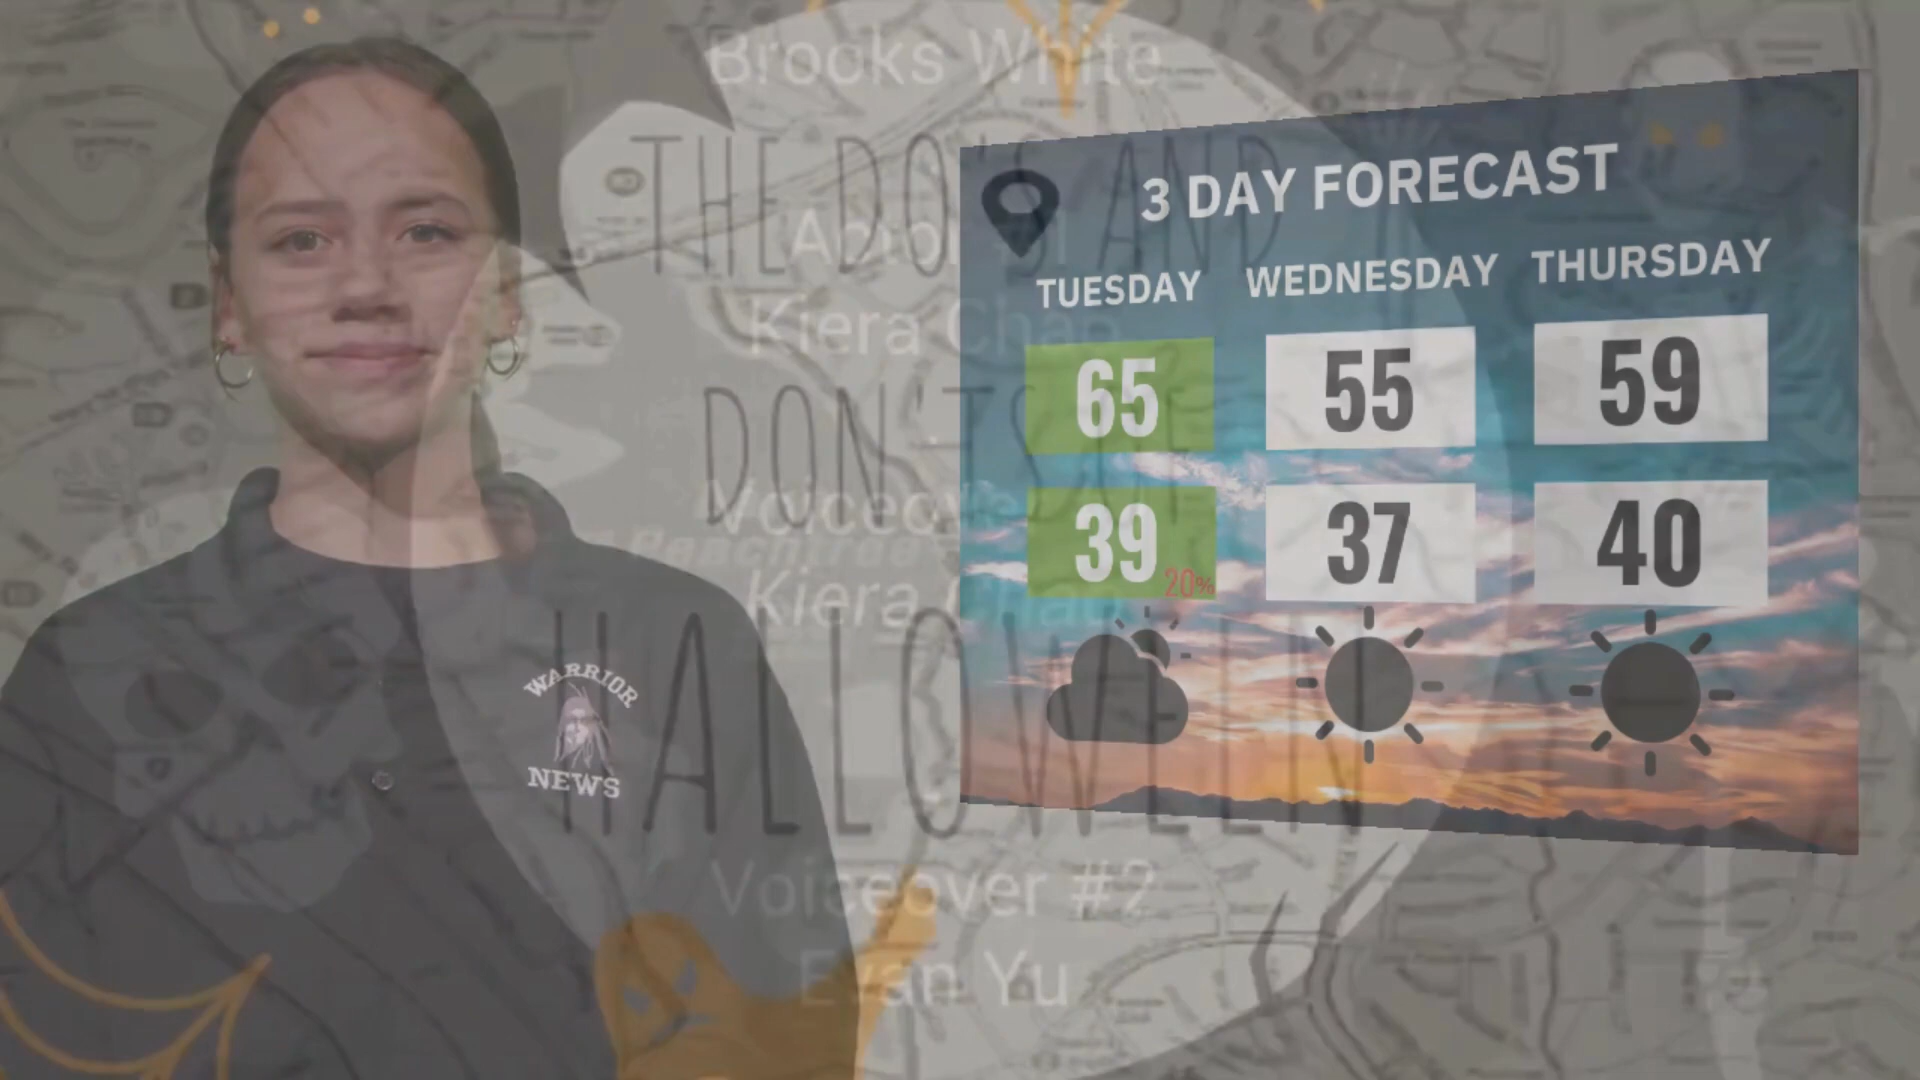 Brooks White
THE DO'S AND
Kiera Chan
DON'TS OF
Kiera Chan
HALLOWEEN
Voiceover #2
Evan Yu
WARRIOR
NEWS
3 DAY FORECAST
TUESDAY WEDNESDAY THURSDAY
65 55 59
39 37 40
20%